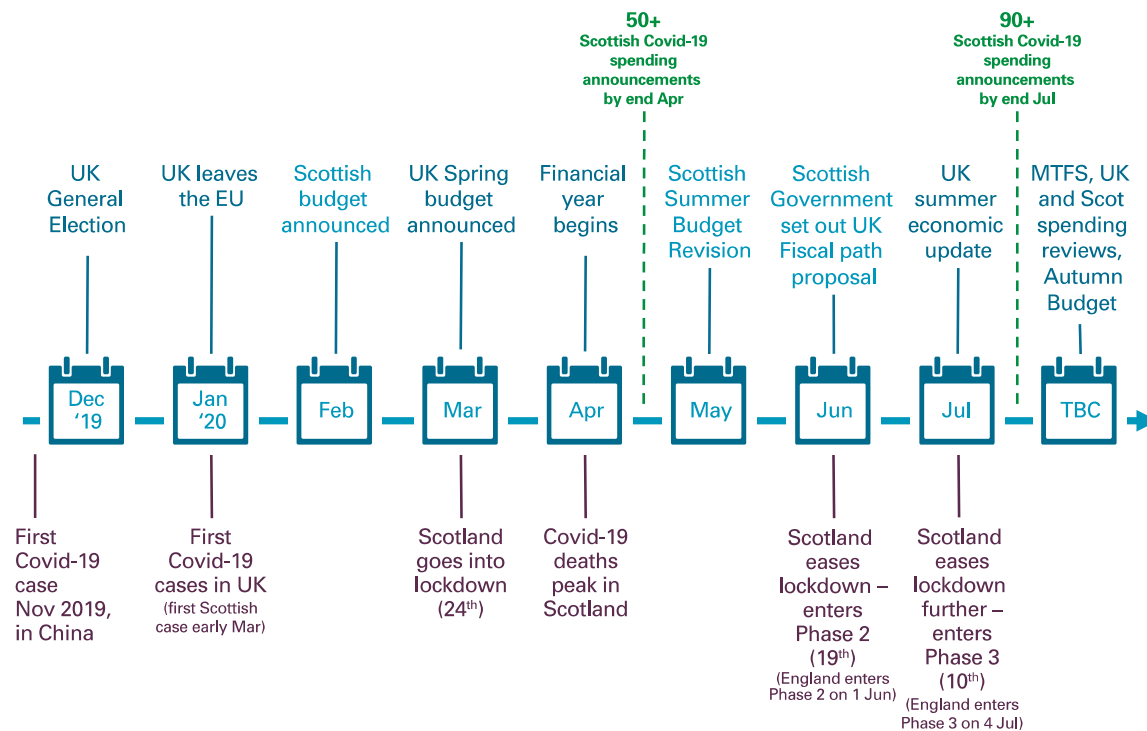 50+
Scottish Covid-19
spending
announcements
by end Apr
90+
Scottish Covid-19
spending
announcements
by end Jul
UK
General
Election
UK leaves
the EU
Scottish
budget
announced
UK Spring
budget
announced
Financial
year
begins
Scottish
Summer
Budget
Revision
Scottish
Government
set out UK
Fiscal path
proposal
UK
summer
economic
update
MTFS, UK
and Scot
spending
reviews,
Autumn
Budget
Dec
‘19
Jan
‘20
Feb
Mar
Apr
May
Jun
Jul
TBC
First
Covid-19
case
Nov 2019,
in China
First
Covid-19
cases in UK
(first Scottish
case early Mar)
Scotland
goes into
lockdown
(24th)
Covid-19
deaths
peak in
Scotland
Scotland
eases
lockdown –
enters
Phase 2
(19th)
(England enters
Phase 2 on 1 Jun)
Scotland
eases
lockdown
further –
enters
Phase 3
(10th)
(England enters
Phase 3 on 4 Jul)